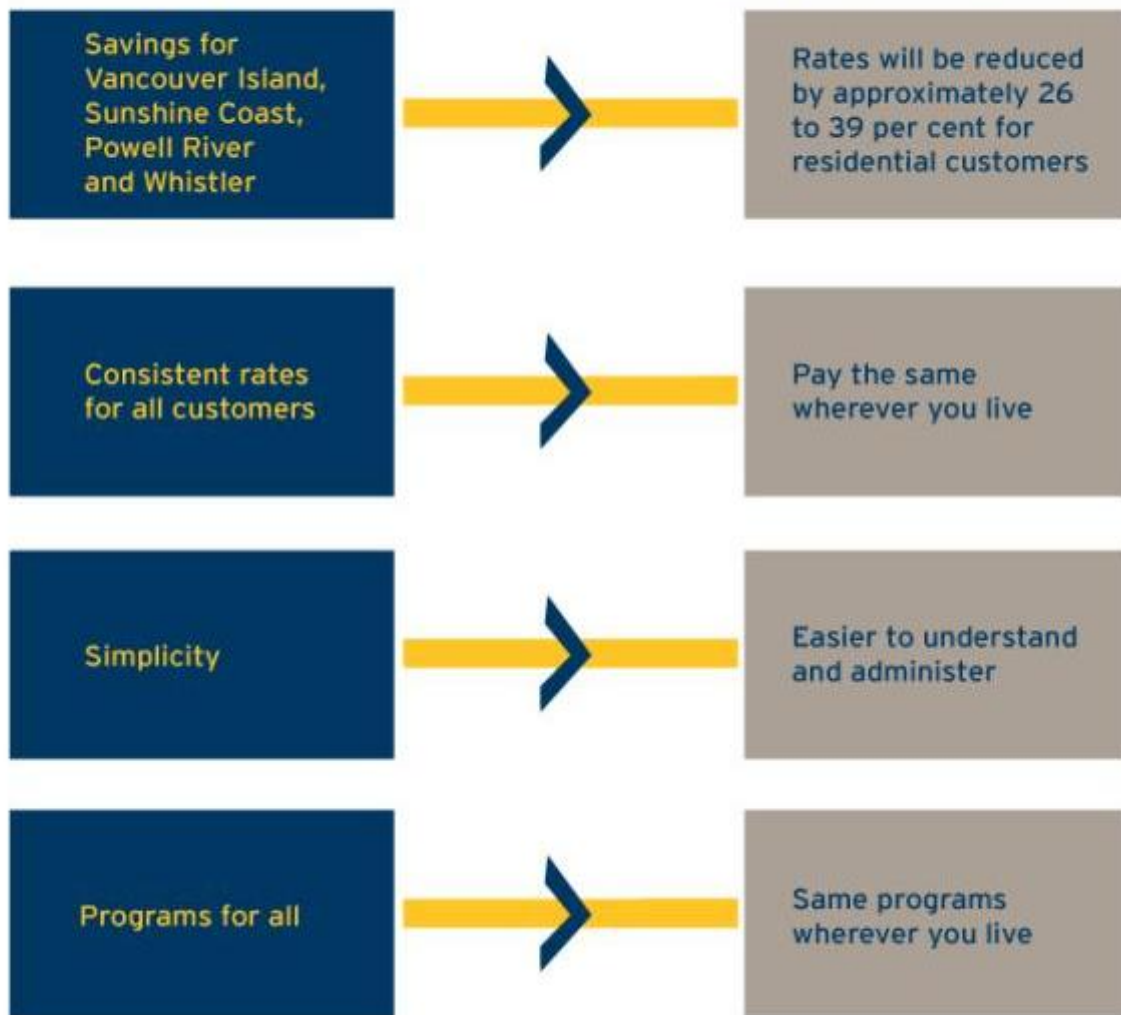 Savings for
Vancouver Island,
Sunshine Coast,
Powell River
and Whistler
Rates will be reduced
by approximately 26
to 39 per cent for
residential customers
Consistent rates
for all customers
Pay the same
wherever you live
Simplicity
Easier to understand
and administer
Programs for all
Same programs
wherever you live